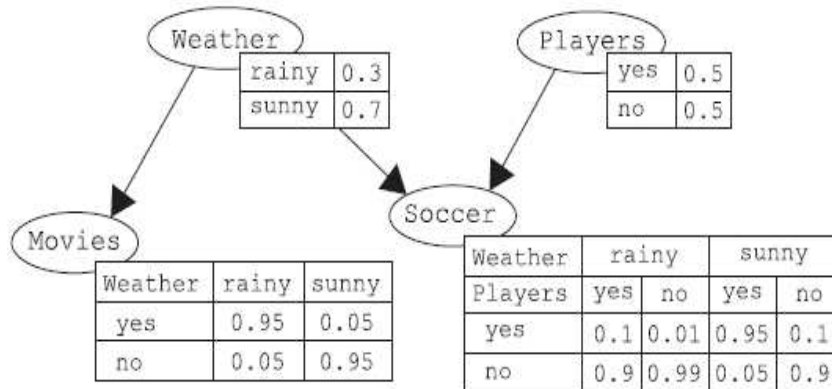 Weather
rainy 0.3
sunny 0.7
Players
yes 0.5
no 0.5
Movies
Weather rainy sunny
yes 0.95 0.05
no 0.05 0.95
Soccer
Weather rainy sunny
Players yes no yes no
yes 0.1 0.01 0.95 0.1
no 0.9 0.99 0.05 0.9